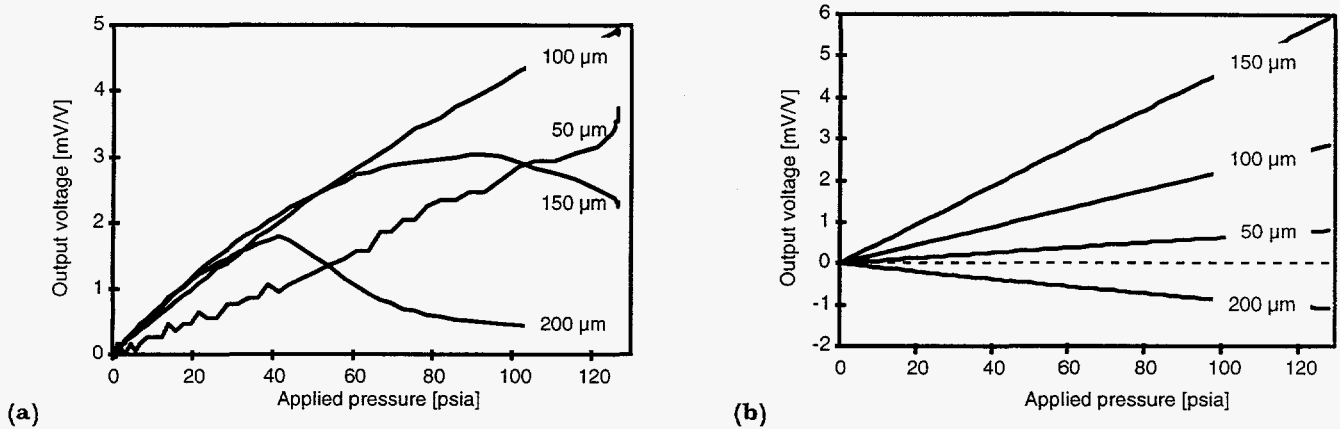 5
4
3
2
1
0
Output voltage [mV/V]
100 µm
50 µm
150 µm
200 µm
0 20 40 60 80 100 120
Applied pressure [psia]
(a)
6
5
4
3
2
1
0
-1
-2
Output voltage [mV/V]
150 µm
100 µm
50 µm
200 µm
0 20 40 60 80 100 120
Applied pressure [psia]
(b)